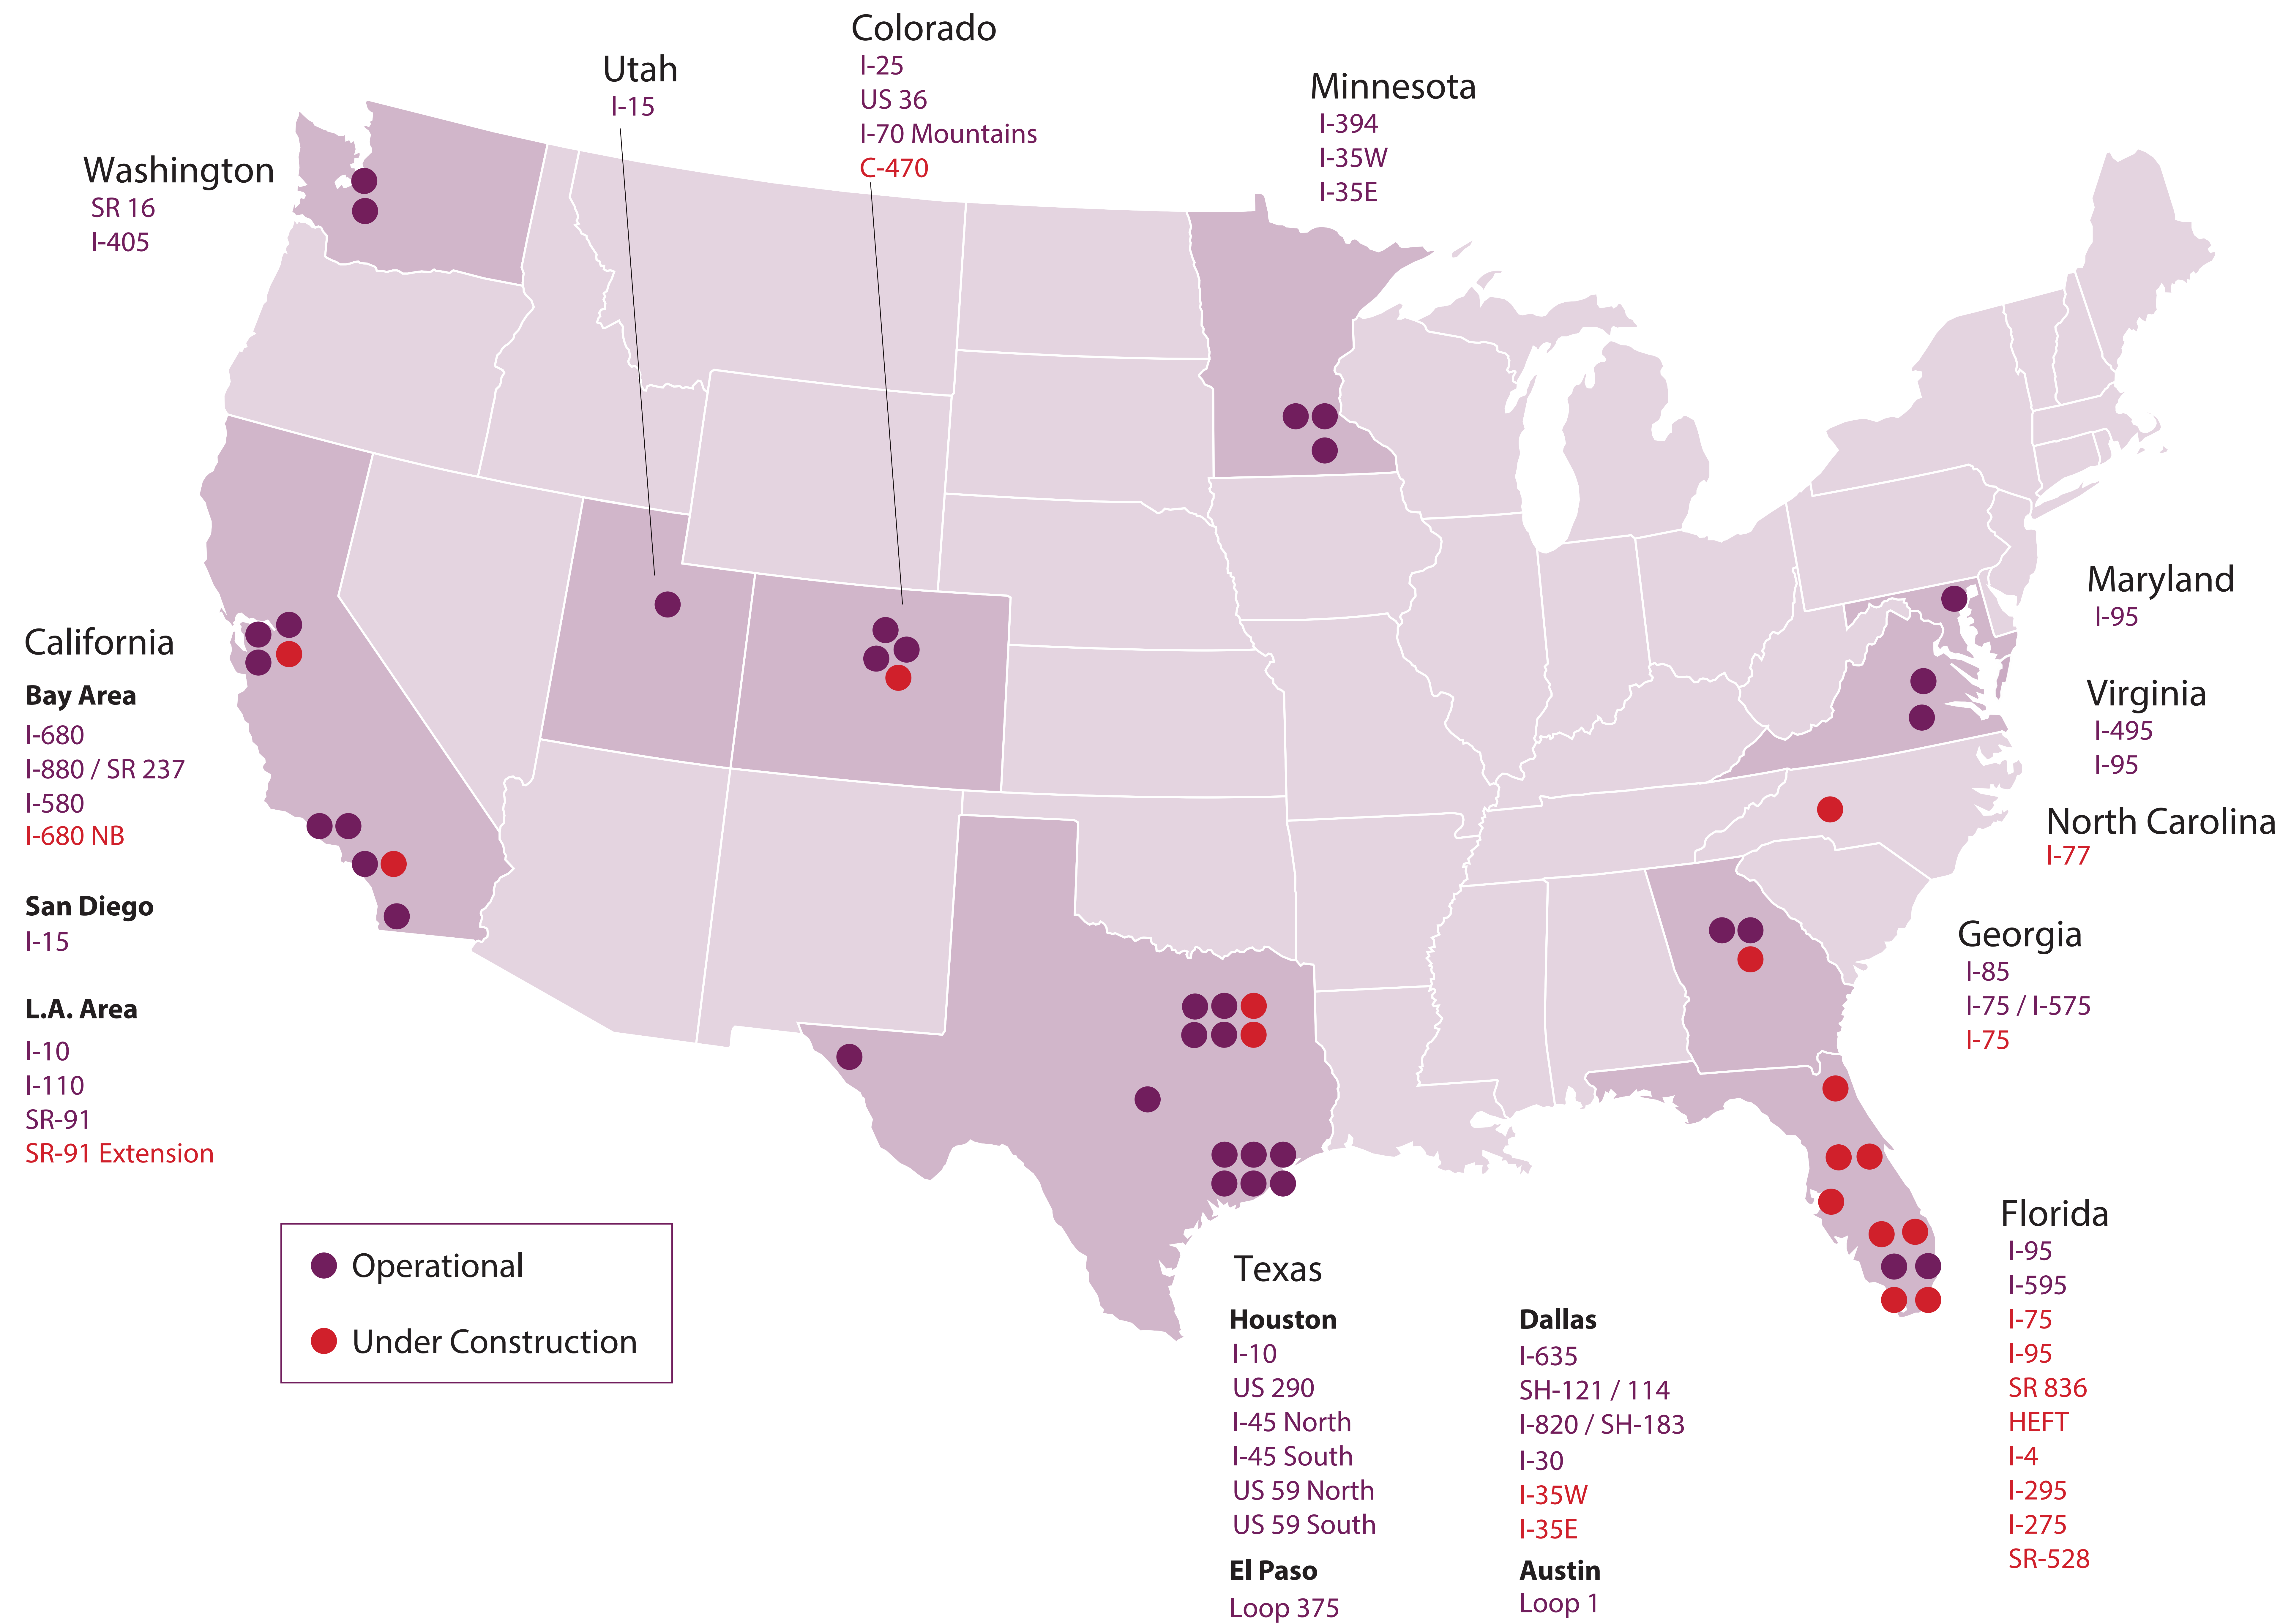 Colorado
I-25
US 36
I-70 Mountains
C-470
Utah
I-15
Minnesota
I-394
I-35W
I-35E
Washington
SR 16
I-405
California
Bay Area
I-680
I-880 / SR 237
I-580
I-680 NB
San Diego
I-15
L.A. Area
I-10
I-110
SR-91
SR-91 Extension
Maryland
I-95
Virginia
I-495
I-95
North Carolina
I-77
Georgia
I-85
I-75 / I-575
I-75
Florida
I-95
I-595
I-75
I-95
SR 836
HEFT
I-4
I-295
I-275
SR-528
Operational
Under Construction
Texas
Houston
I-10
US 290
I-45 North
I-45 South
US 59 North
US 59 South
El Paso
Loop 375
Dallas
I-635
SH-121 / 114
I-820 / SH-183
I-30
I-35W
I-35E
Austin
Loop 1